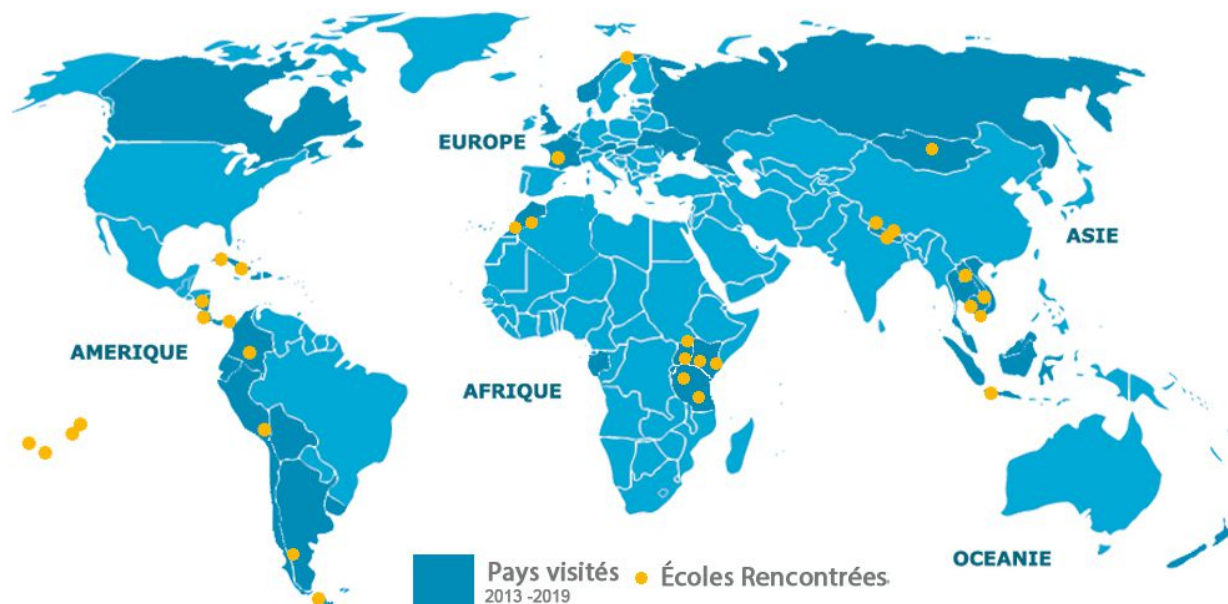 EUROPE
ASIE
AMERIQUE
AFRIQUE
OCEANIE
Pays visités
2013 -2019
Écoles Rencontrées